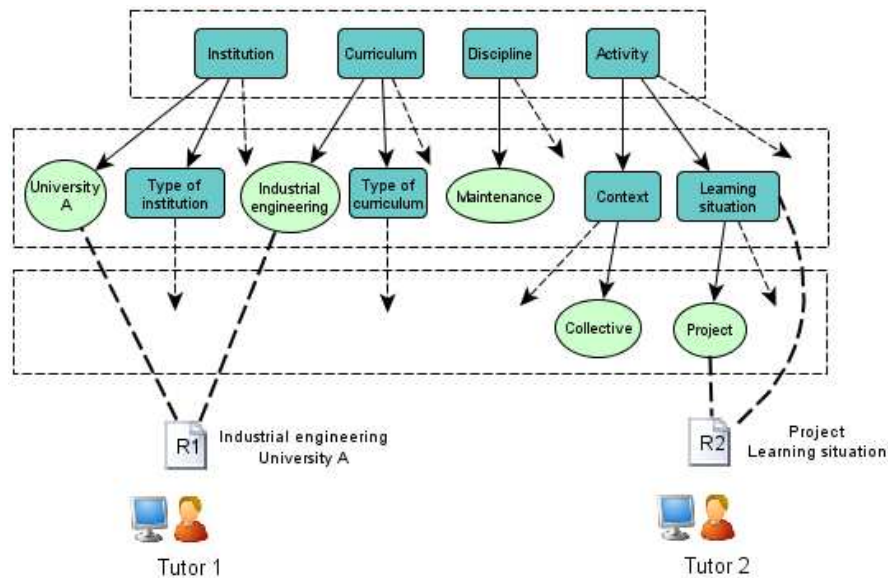 Institution
Curriculum
Discipline
Activity
University
A
Type of
institution
Industrial
engineering
Type of
curriculum
Maintenance
Context
Learning
situation
Collective
Project
R1
Industrial engineering
University A
R2
Project
Learning situation
Tutor 1
Tutor 2